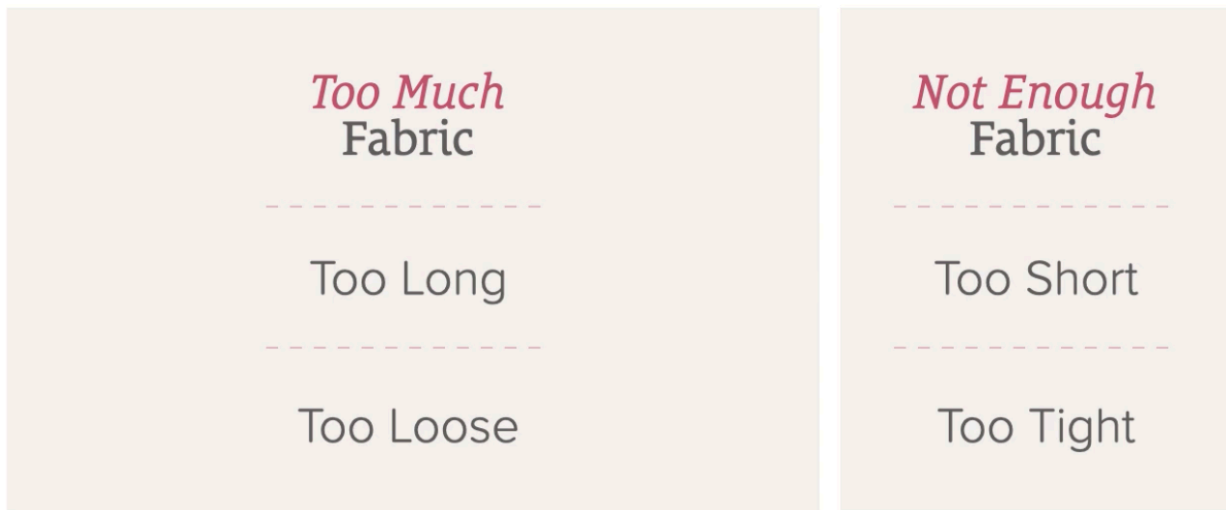 Too Much
Fabric
Too Long
Too Loose
Not Enough
Fabric
Too Short
Too Tight